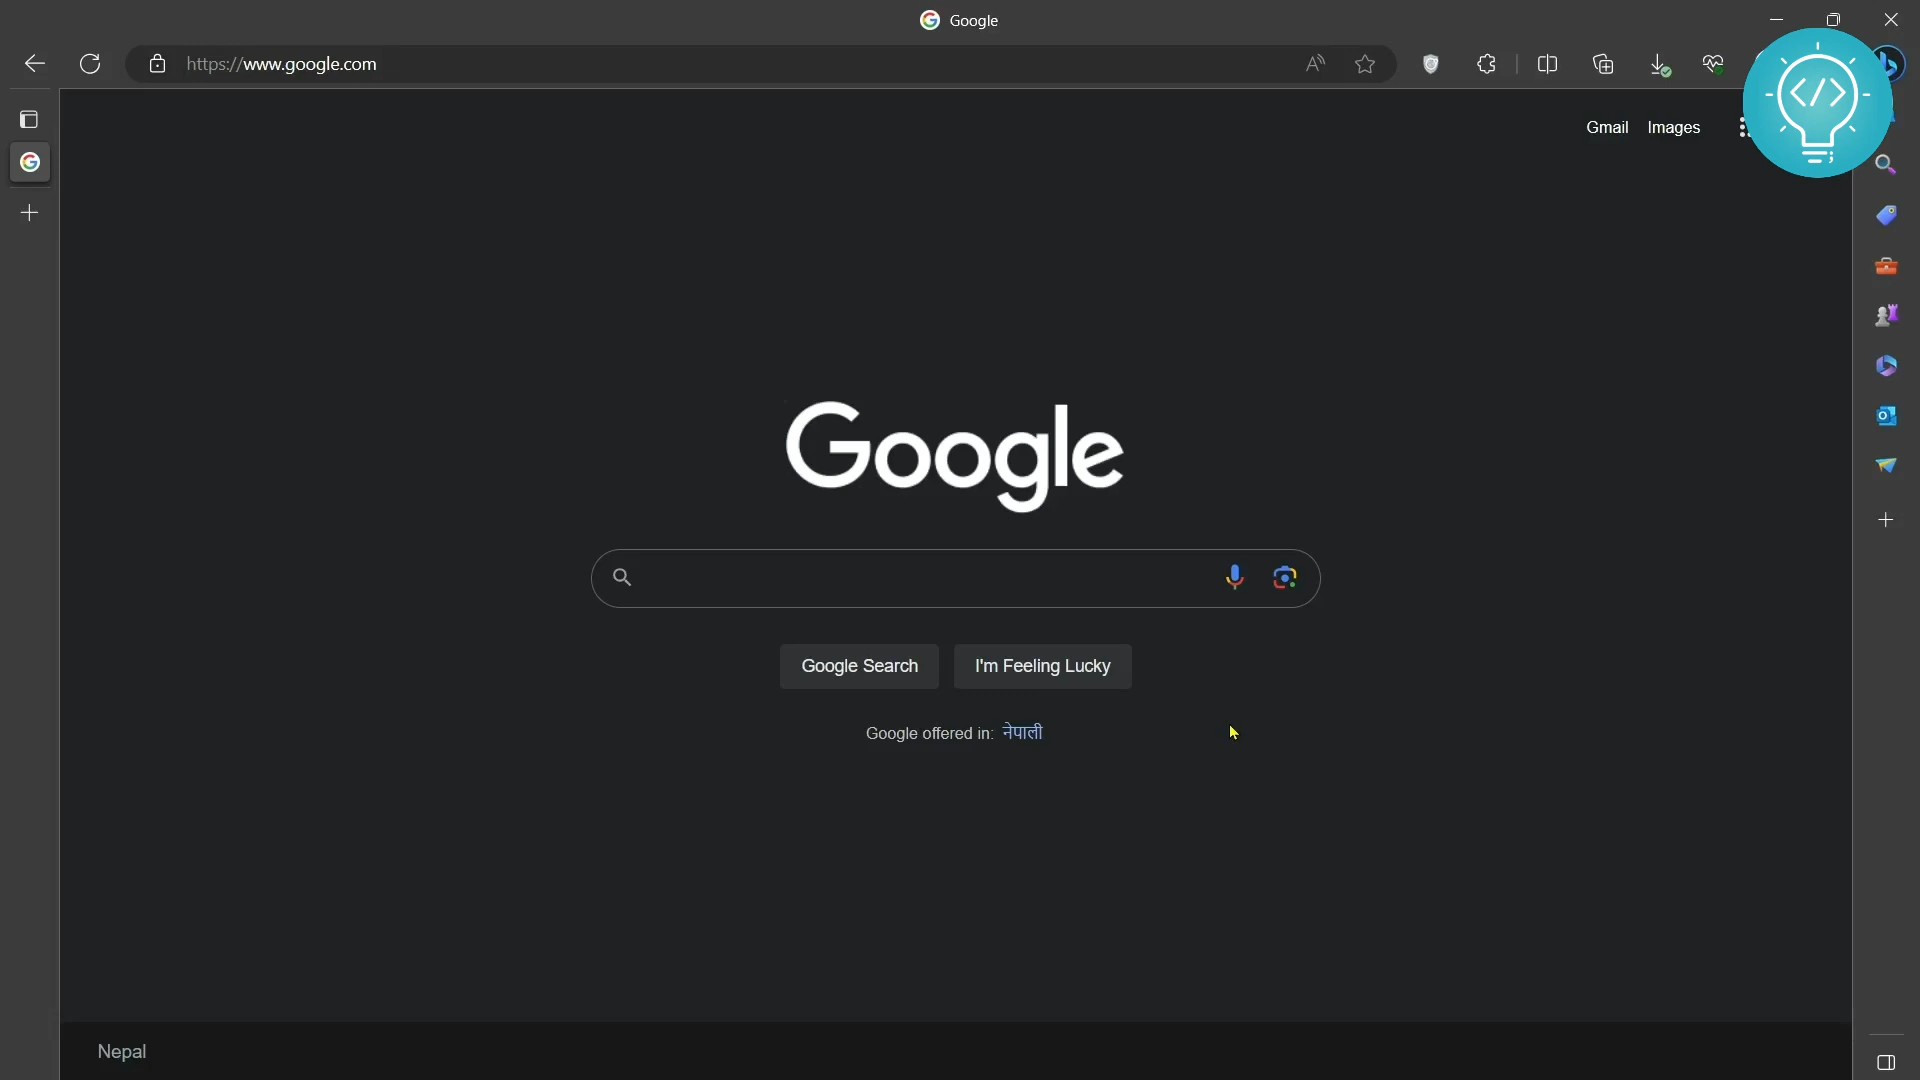 Google
https://www.google.com
Gmail Images
Google
Google Search I'm Feeling Lucky
Google offered in: नेपाली
Nepal